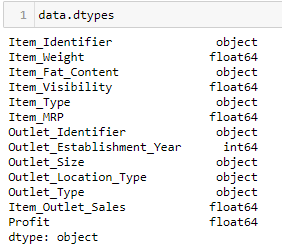 1 data.dtypes
Item_Identifier object
Item_Weight float64
Item_Fat_Content object
Item_Visibility float64
Item_Type object
Item_MRP float64
Outlet_Identifier object
Outlet_Establishment_Year int64
Outlet_Size object
Outlet_Location_Type object
Outlet_Type object
Item_Outlet_Sales float64
Profit float64
dtype: object